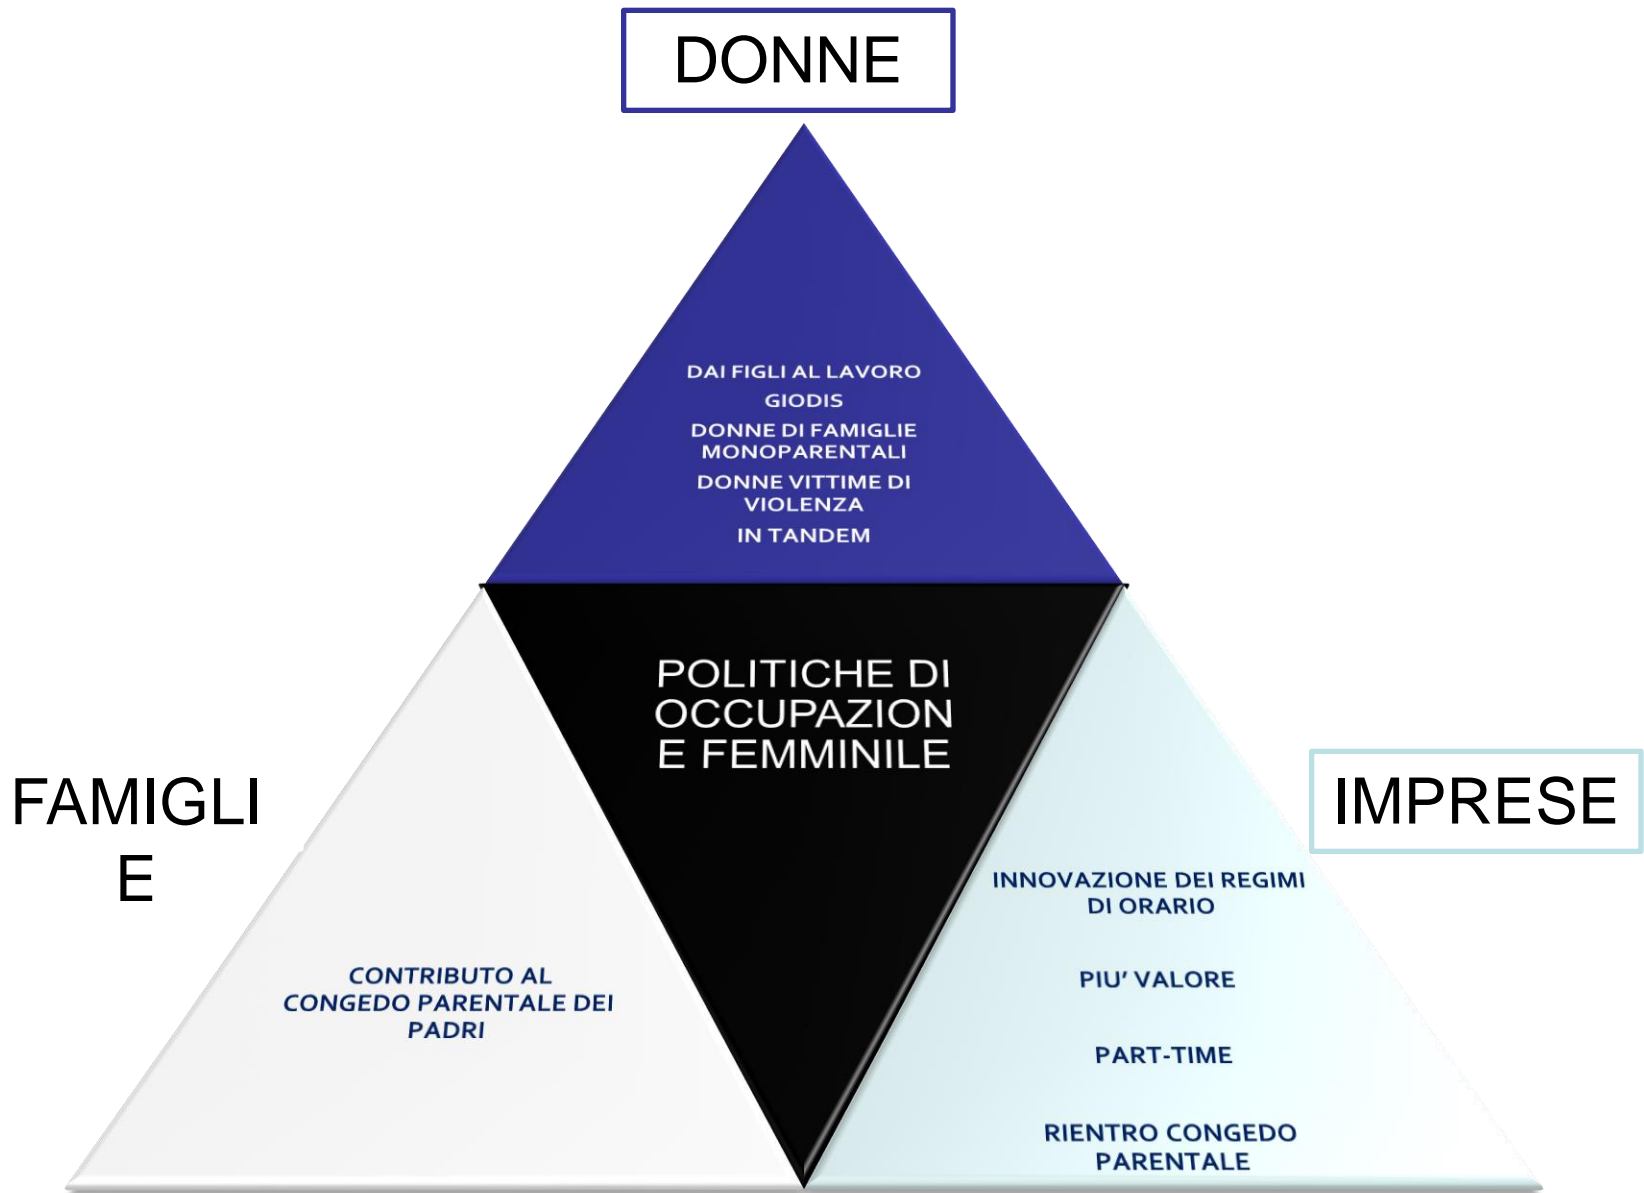 DONNE
DAI FIGLI AL LAVORO
GIODIS
DONNE DI FAMIGLIE
MONOPARENTALI
DONNE VITTIME DI
VIOLENZA
IN TANDEM
POLITICHE DI
OCCUPAZION
E FEMMINILE
FAMIGLI
E
IMPRESE
CONTRIBUTO AL
CONGEDO PARENTALE DEI
PADRI
INNOVAZIONE DEI REGIMI
DI ORARIO
PIU' VALORE
PART-TIME
RIENTRO CONGEDO
PARENTALE